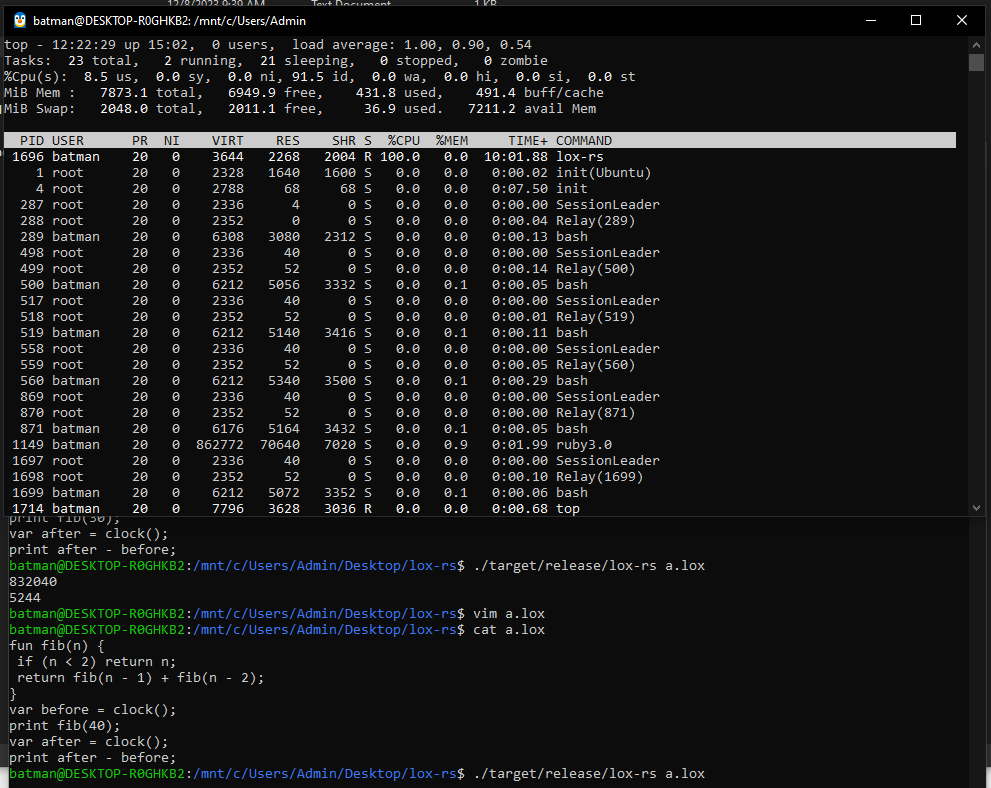 12/8/2023 9:39 AM Text Document 1 KB
batman@DESKTOP-R0GHKB2: /mnt/c/Users/Admin
top - 12:22:29 up 15:02,  0 users,  load average: 1.00, 0.90, 0.54
Tasks:  23 total,   2 running,  21 sleeping,   0 stopped,   0 zombie
%Cpu(s):  8.5 us,  0.0 sy,  0.0 ni, 91.5 id,  0.0 wa,  0.0 hi,  0.0 si,  0.0 st
MiB Mem :   7873.1 total,   6949.9 free,    431.8 used,    491.4 buff/cache
MiB Swap:   2048.0 total,   2011.1 free,     36.9 used.   7211.2 avail Mem
PID USER      PR  NI    VIRT    RES    SHR S  %CPU  %MEM     TIME+ COMMAND
1696 batman    20   0    3644   2268   2004 R 100.0   0.0  10:01.88 lox-rs
1 root      20   0    2328   1640   1600 S   0.0   0.0   0:00.02 init(Ubuntu)
4 root      20   0    2788     68     68 S   0.0   0.0   0:07.50 init
287 root      20   0    2336      4      0 S   0.0   0.0   0:00.00 SessionLeader
288 root      20   0    2352      0      0 S   0.0   0.0   0:00.04 Relay(289)
289 batman    20   0    6308   3080   2312 S   0.0   0.0   0:00.13 bash
498 root      20   0    2336     40      0 S   0.0   0.0   0:00.00 SessionLeader
499 root      20   0    2352     52      0 S   0.0   0.0   0:00.14 Relay(500)
500 batman    20   0    6212   5056   3332 S   0.0   0.1   0:00.05 bash
517 root      20   0    2336     40      0 S   0.0   0.0   0:00.00 SessionLeader
518 root      20   0    2352     52      0 S   0.0   0.0   0:00.01 Relay(519)
519 batman    20   0    6212   5140   3416 S   0.0   0.1   0:00.11 bash
558 root      20   0    2336     40      0 S   0.0   0.0   0:00.00 SessionLeader
559 root      20   0    2352     52      0 S   0.0   0.0   0:00.05 Relay(560)
560 batman    20   0    6212   5340   3500 S   0.0   0.1   0:00.29 bash
869 root      20   0    2336     40      0 S   0.0   0.0   0:00.00 SessionLeader
870 root      20   0    2352     52      0 S   0.0   0.0   0:00.00 Relay(871)
871 batman    20   0    6176   5164   3432 S   0.0   0.1   0:00.05 bash
1149 batman    20   0  862772  70640   7020 S   0.0   0.9   0:01.99 ruby3.0
1697 root      20   0    2336     40      0 S   0.0   0.0   0:00.00 SessionLeader
1698 root      20   0    2352     52      0 S   0.0   0.0   0:00.10 Relay(1699)
1699 batman    20   0    6212   5072   3352 S   0.0   0.1   0:00.06 bash
1714 batman    20   0    7796   3628   3036 R   0.0   0.0   0:00.68 top
print fib(30);
var after = clock();
print after - before;
batman@DESKTOP-R0GHKB2:/mnt/c/Users/Admin/Desktop/lox-rs$ ./target/release/lox-rs a.lox
832040
5244
batman@DESKTOP-R0GHKB2:/mnt/c/Users/Admin/Desktop/lox-rs$ vim a.lox
batman@DESKTOP-R0GHKB2:/mnt/c/Users/Admin/Desktop/lox-rs$ cat a.lox
fun fib(n) {
 if (n < 2) return n;
 return fib(n - 1) + fib(n - 2);
}
var before = clock();
print fib(40);
var after = clock();
print after - before;
batman@DESKTOP-R0GHKB2:/mnt/c/Users/Admin/Desktop/lox-rs$ ./target/release/lox-rs a.lox